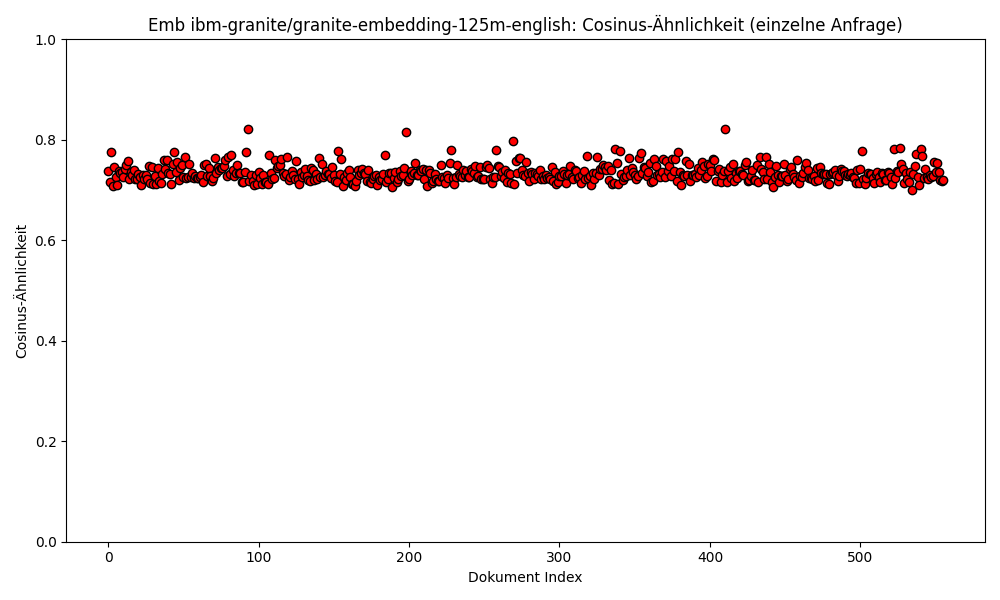 Emb ibm-granite/granite-embedding-125m-english: Cosinus-Ähnlichkeit (einzelne Anfrage)
1.0
0.8
0.6
0.4
0.2
0.0
Cosinus-Ähnlichkeit
0 100 200 300 400 500
Dokument Index